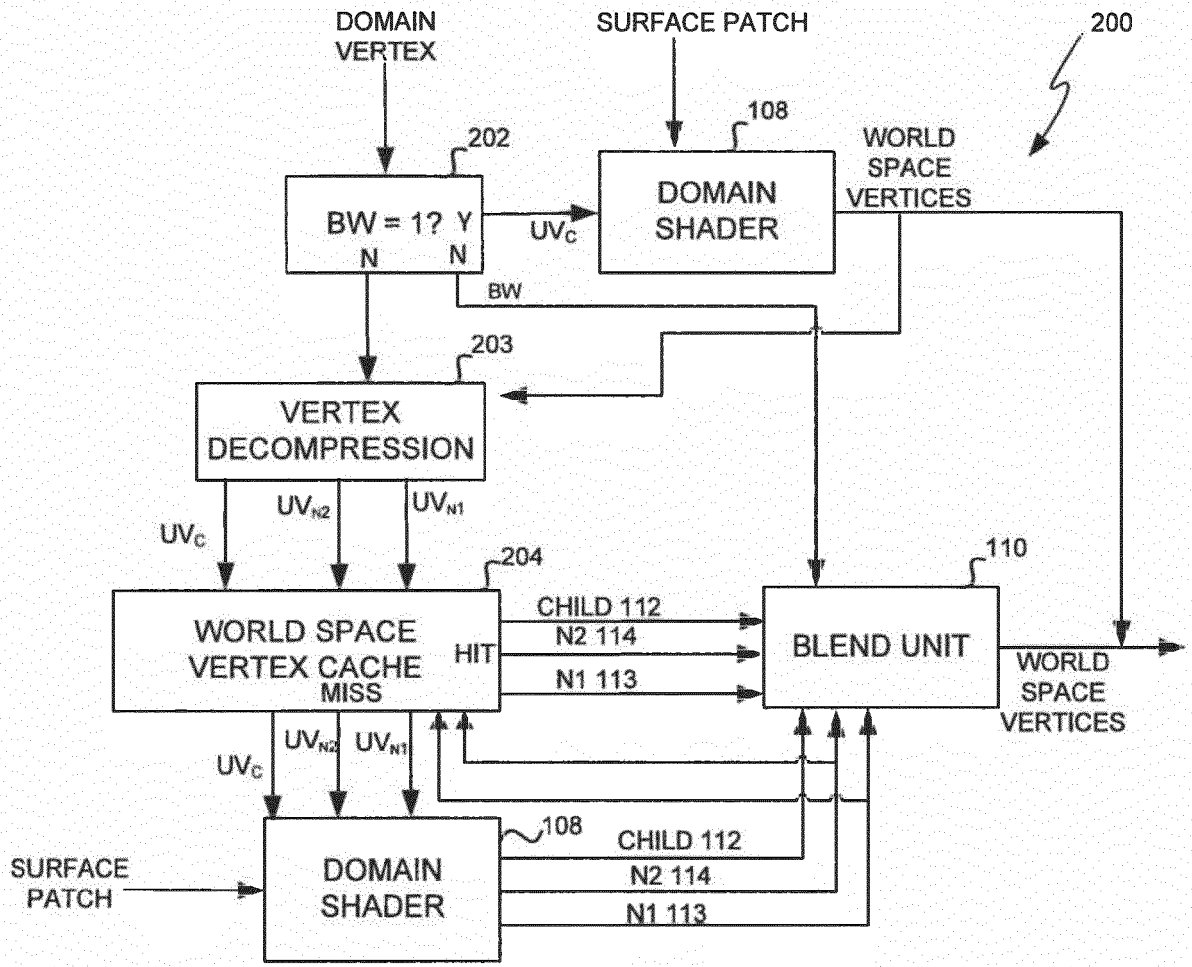 DOMAIN
VERTEX
SURFACE PATCH
200
202
108
WORLD
SPACE
VERTICES
BW = 1? Y
N
N
UVC
DOMAIN
SHADER
BW
203
VERTEX
DECOMPRESSION
UVC
UVN2
UVN1
204
110
WORLD SPACE
VERTEX CACHE
HIT
MISS
CHILD 112
N2 114
N1 113
BLEND UNIT
WORLD
SPACE
VERTICES
UVC
UVN2
UVN1
108
SURFACE
PATCH
DOMAIN
SHADER
CHILD 112
N2 114
N1 113